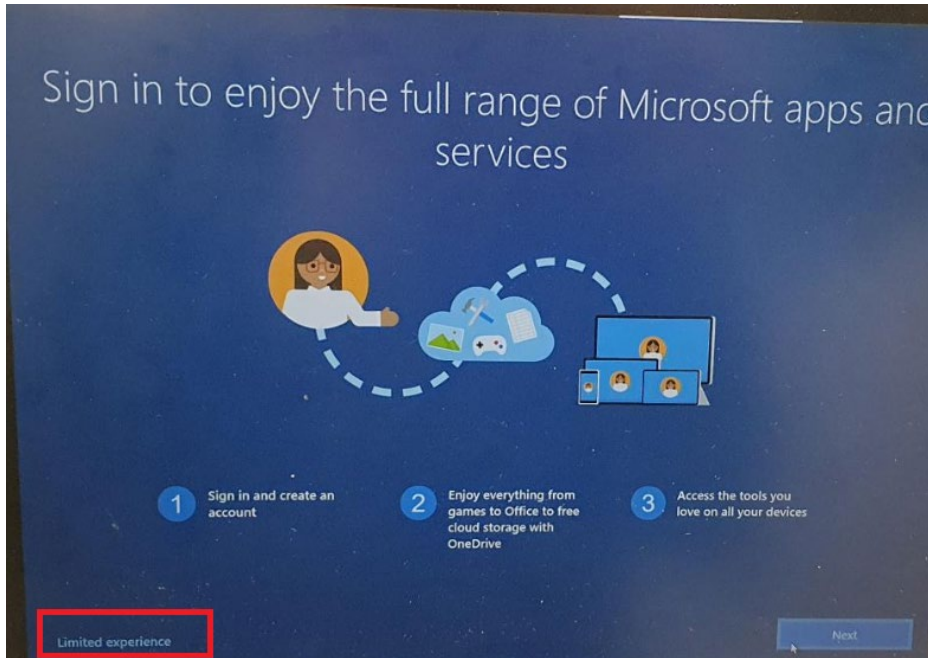 Sign in to enjoy the full range of Microsoft apps and
services
1
Sign in and create an
account
2
Enjoy everything from
games to Office to free
cloud storage with
OneDrive
3
Access the tools you
love on all your devices
Limited experience
Next